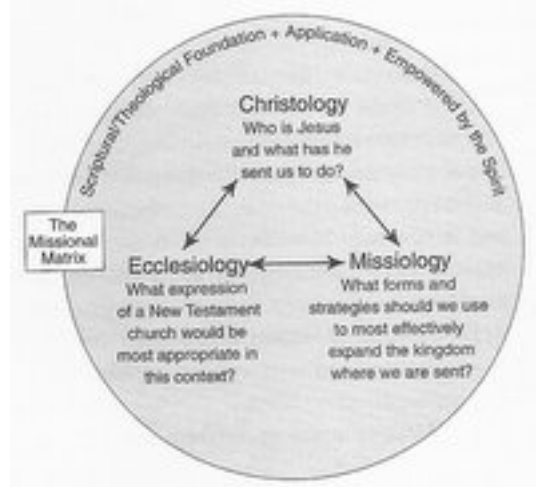 Scriptural/Theological Foundation + Application + Empowered by the Spirit
Christology
Who is Jesus
and what has he
sent us to do?
The
Missional
Matrix
Ecclesiology
What expression
of a New Testament
church would be
most appropriate in
this context?
Missiology
What forms and
strategies should we use
to most effectively
expand the kingdom
where we are sent?